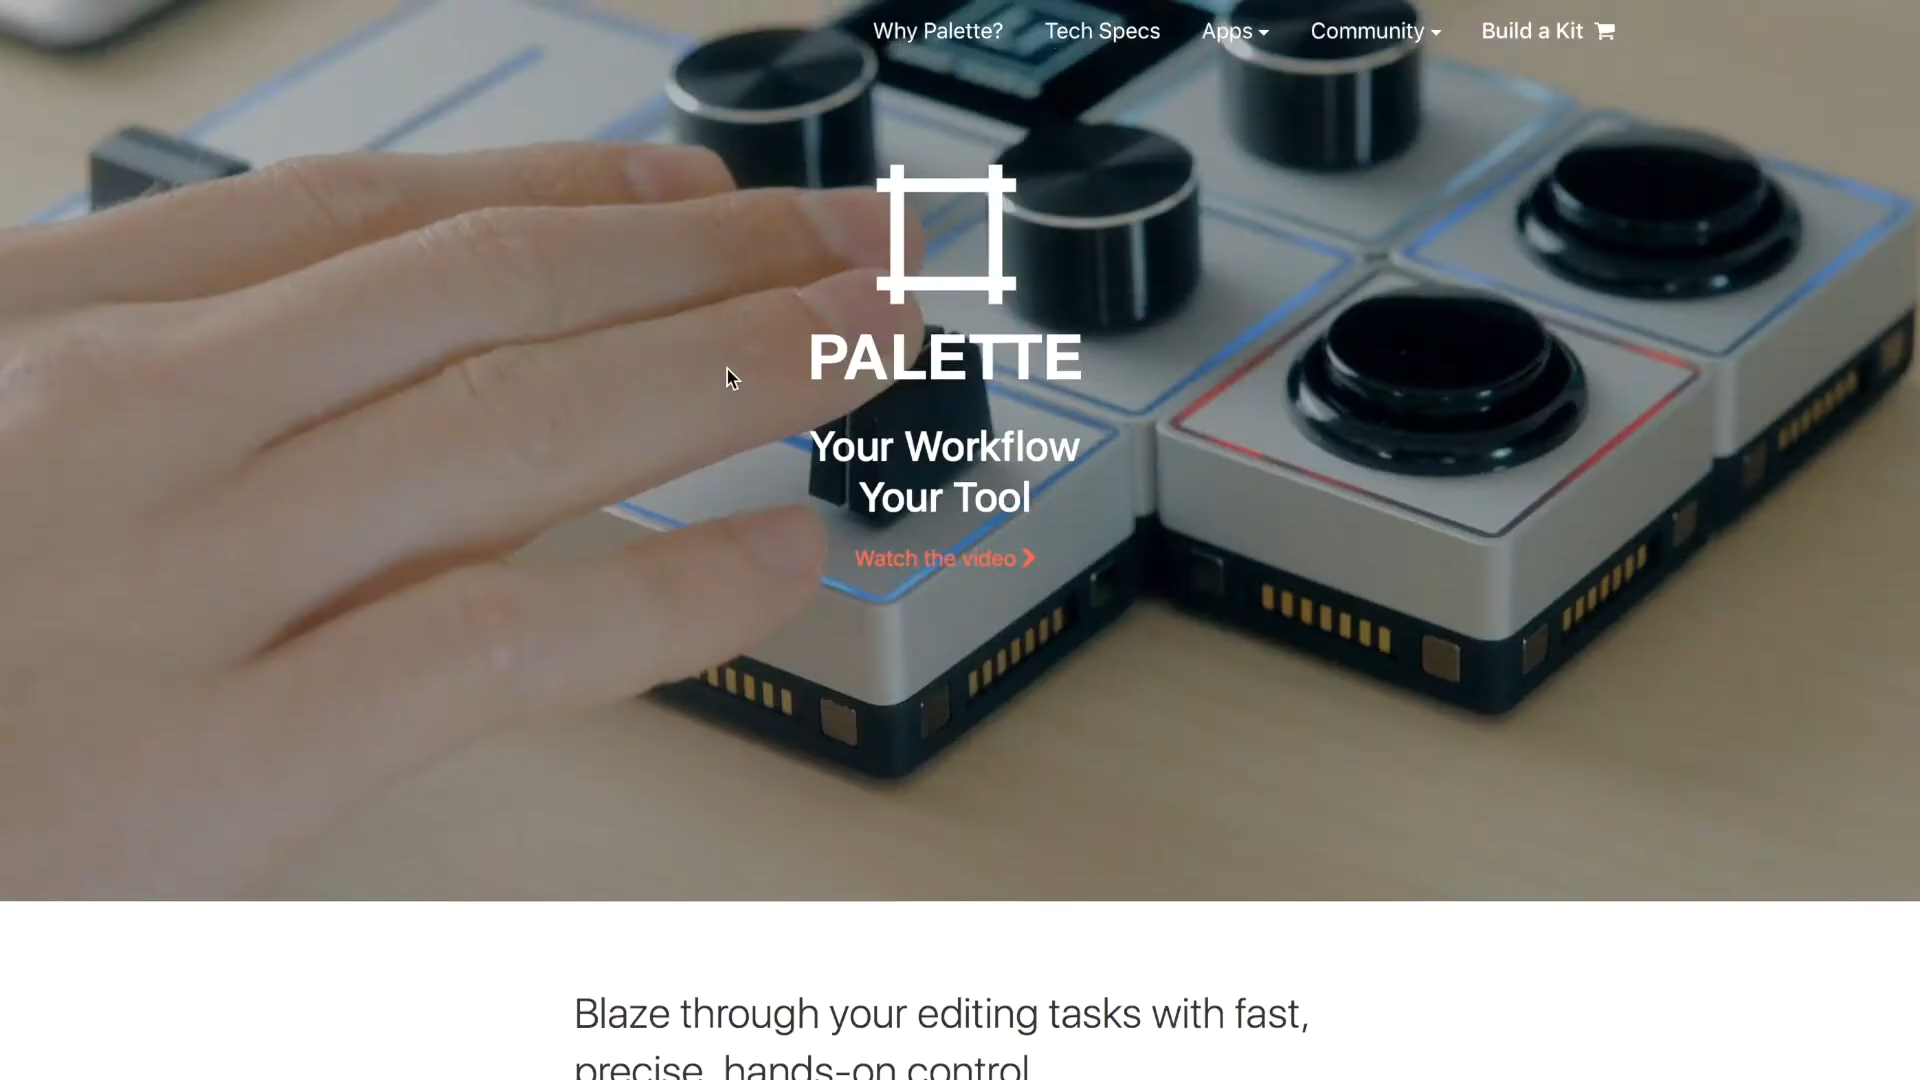 Why Palette? Tech Specs Apps Community Build a Kit
PALETTE
Your Workflow
Your Tool
Watch the video
Blaze through your editing tasks with fast,
precise, hands-on control